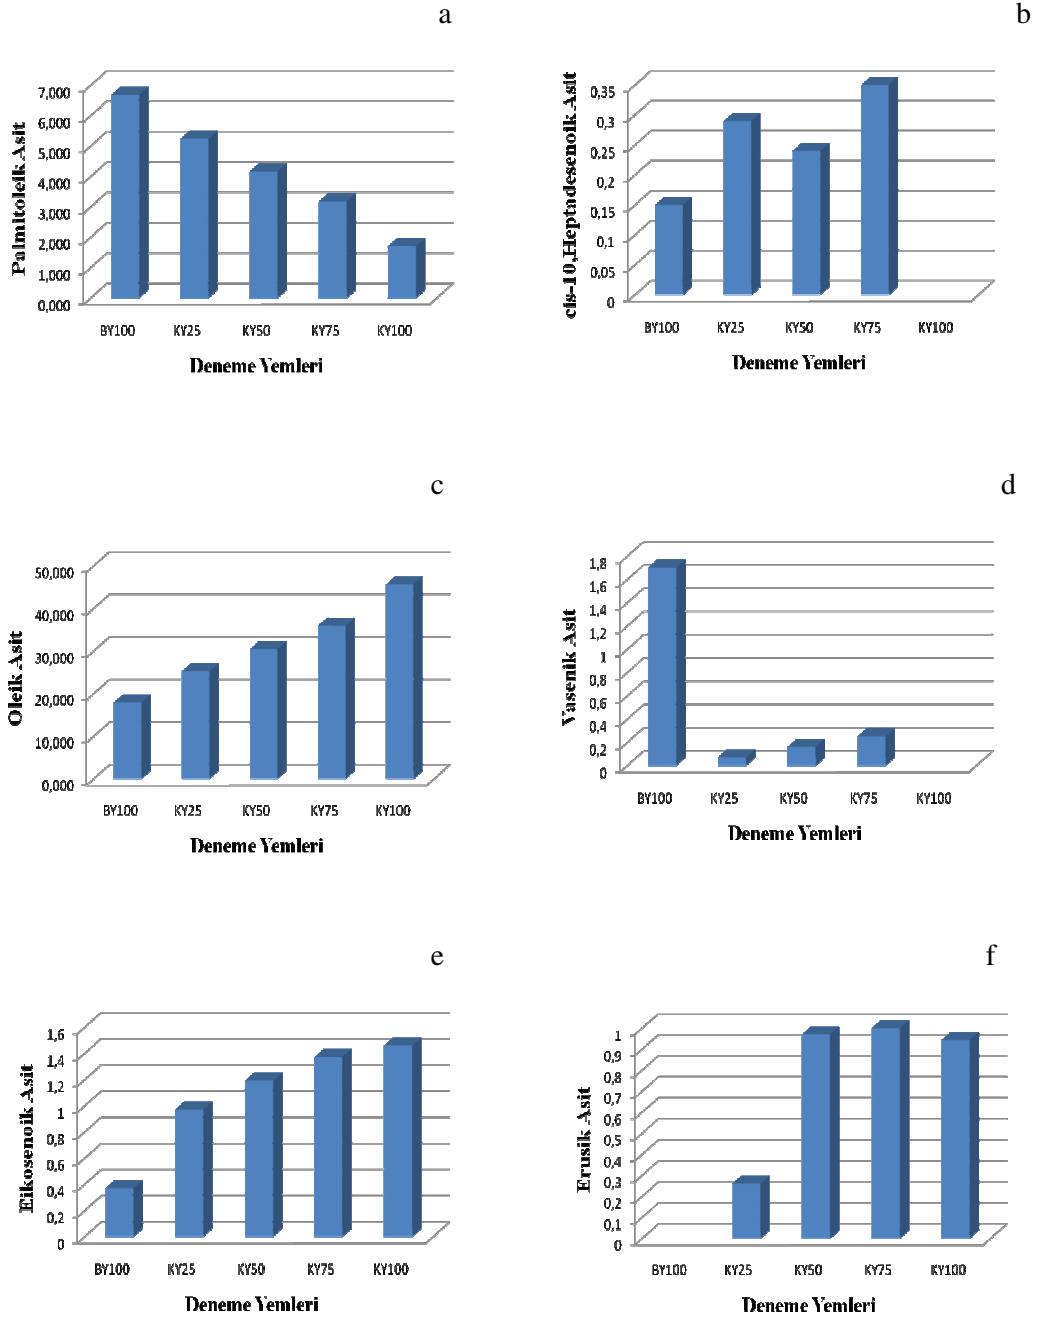 a
b
Palmitoleik Asit
7,000
6,000
5,000
4,000
3,000
2,000
1,000
0,000
BY100 KY25 KY50 KY75 KY100
Deneme Yemleri
cis-10,Heptadesenoik Asit
0,35
0,3
0,25
0,2
0,15
0,1
0,05
0
BY100 KY25 KY50 KY75 KY100
Deneme Yemleri
c
d
Oleik Asit
50,000
40,000
30,000
20,000
10,000
0,000
BY100 KY25 KY50 KY75 KY100
Deneme Yemleri
Vasenik Asit
1,8
1,6
1,4
1,2
1
0,8
0,6
0,4
0,2
0
BY100 KY25 KY50 KY75 KY100
Deneme Yemleri
e
f
Eikosenoik Asit
1,6
1,4
1,2
1
0,8
0,6
0,4
0,2
0
BY100 KY25 KY50 KY75 KY100
Deneme Yemleri
Erusik Asit
1
0,9
0,8
0,7
0,6
0,5
0,4
0,3
0,2
0,1
0
BY100 KY25 KY50 KY75 KY100
Deneme Yemleri